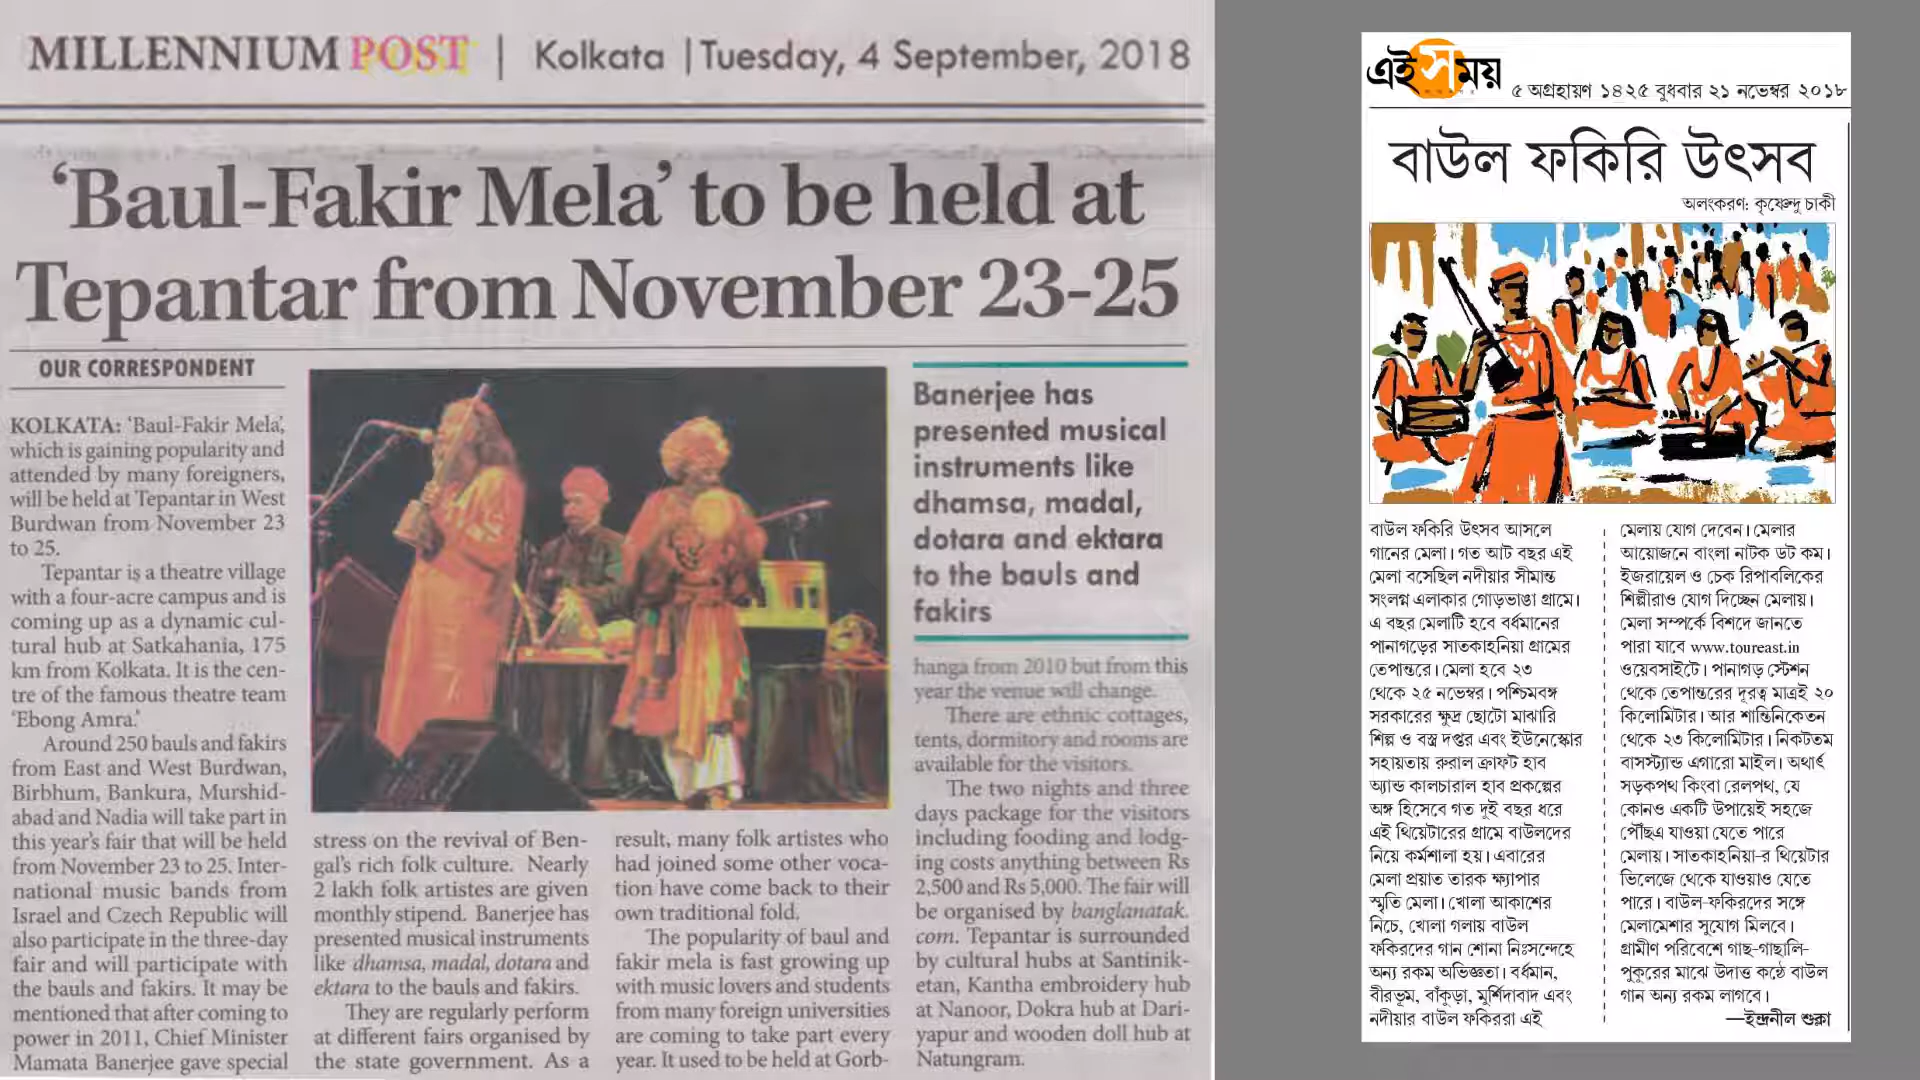 MILLENNIUM POST | Kolkata | Tuesday, 4 September, 2018
‘Baul-Fakir Mela’ to be held at
Tepantar from November 23-25
OUR CORRESPONDENT
KOLKATA: ‘Baul-Fakir Mela’,
which is gaining popularity and
attended by many foreigners,
will be held at Tepantar in West
Burdwan from November 23
to 25.
Tepantar is a theatre village
with a four-acre campus and is
coming up as a dynamic cul-
tural hub at Satkahania, 175
km from Kolkata. It is the cen-
tre of the famous theatre team
‘Ebong Amra.’
Around 250 bauls and fakirs
from East and West Burdwan,
Birbhum, Bankura, Murshid-
abad and Nadia will take part in
this year’s fair that will be held
from November 23 to 25. Inter-
national music bands from
Israel and Czech Republic will
also participate in the three-day
fair and will participate with
the bauls and fakirs. It may be
mentioned that after coming to
power in 2011, Chief Minister
Mamata Banerjee gave special
stress on the revival of Ben-
gal’s rich folk culture. Nearly
2 lakh folk artistes are given
monthly stipend. Banerjee has
presented musical instruments
like dhamsa, madal, dotara and
ektara to the bauls and fakirs.
They are regularly perform
at different fairs organised by
the state government. As a
result, many folk artistes who
had joined some other voca-
tion have come back to their
own traditional fold.
The popularity of baul and
fakir mela is fast growing up
with music lovers and students
from many foreign universities
are coming to take part every
year. It used to be held at Gorb-
Banerjee has
presented musical
instruments like
dhamsa, madal,
dotara and ektara
to the bauls and
fakirs
hanga from 2010 but from this
year the venue will change.
There are ethnic cottages,
tents, dormitory and rooms are
available for the visitors.
The two nights and three
days package for the visitors
including fooding and lodg-
ing costs anything between Rs
2,500 and Rs 5,000. The fair will
be organised by banglanatak.
com. Tepantar is surrounded
by cultural hubs at Santinik-
etan, Kantha embroidery hub
at Nanoor, Dokra hub at Dari-
yapur and wooden doll hub at
Natungram.
এই সময়
৫ অগ্রহায়ণ ১৪২৫ বুধবার ২১ নভেম্বর ২০১৮
বাউল ফকিরি উৎসব
অলংকরণ: কৃষ্ণেন্দু চাকী
বাউল ফকিরি উৎসব আসলে
গানের মেলা। গত আট বছর এই
মেলা বসেছিল নদীয়ার সীমান্ত
সংলগ্ন এলাকার গোড়ভাঙা গ্রামে।
এ বছর মেলাটি হবে বর্ধমানের
পানাগড়ের সাতকাহনিয়া গ্রামের
তেপান্তরে। মেলা হবে ২৩
থেকে ২৫ নভেম্বর। পশ্চিমবঙ্গ
সরকারের ক্ষুদ্র ছোটো মাঝারি
শিল্প ও বস্ত্র দপ্তর এবং ইউনেস্কোর
সহায়তায় রুরাল ক্রাফট হাব
অ্যান্ড কালচারাল হাব প্রকল্পের
অঙ্গ হিসেবে গত দুই বছর ধরে
এই থিয়েটারের গ্রামে বাউলদের
নিয়ে কর্মশালা হয়। এবারের
মেলা প্রয়াত তারক ক্ষ্যাপার
স্মৃতি মেলা। খোলা আকাশের
নিচে, খোলা গলায় বাউল
ফকিরদের গান শোনা নিঃসন্দেহে
অন্য রকম অভিজ্ঞতা। বর্ধমান,
বীরভূম, বাঁকুড়া, মুর্শিদাবাদ এবং
নদীয়ার বাউল ফকিররা এই
মেলায় যোগ দেবেন। মেলার
আয়োজনে বাংলা নাটক ডট কম।
ইজরায়েল ও চেক রিপাবলিকের
শিল্পীরাও যোগ দিচ্ছেন মেলায়।
মেলা সম্পর্কে বিশদে জানতে
পারা যাবে www.toureast.in
ওয়েবসাইটে। পানাগড় স্টেশন
থেকে তেপান্তরের দূরত্ব মাত্রই ২০
কিলোমিটার। আর শান্তিনিকেতন
থেকে ২৩ কিলোমিটার। নিকটতম
বাসস্ট্যান্ড এগারো মাইল। অর্থাৎ
সড়কপথ কিংবা রেলপথ, যে
কোনও একটি উপায়েই সহজে
পৌঁছএ যাওয়া যেতে পারে
মেলায়। সাতকাহনিয়া-র থিয়েটার
ভিলেজে থেকে যাওয়াও যেতে
পারে। বাউল-ফকিরদের সঙ্গে
মেলামেশার সুযোগ মিলবে।
গ্রামীণ পরিবেশে গাছ-গাছালি-
পুকুরের মাঝে উদাত্ত কণ্ঠে বাউল
গান অন্য রকম লাগবে।
—ইন্দ্রনীল শুক্লা